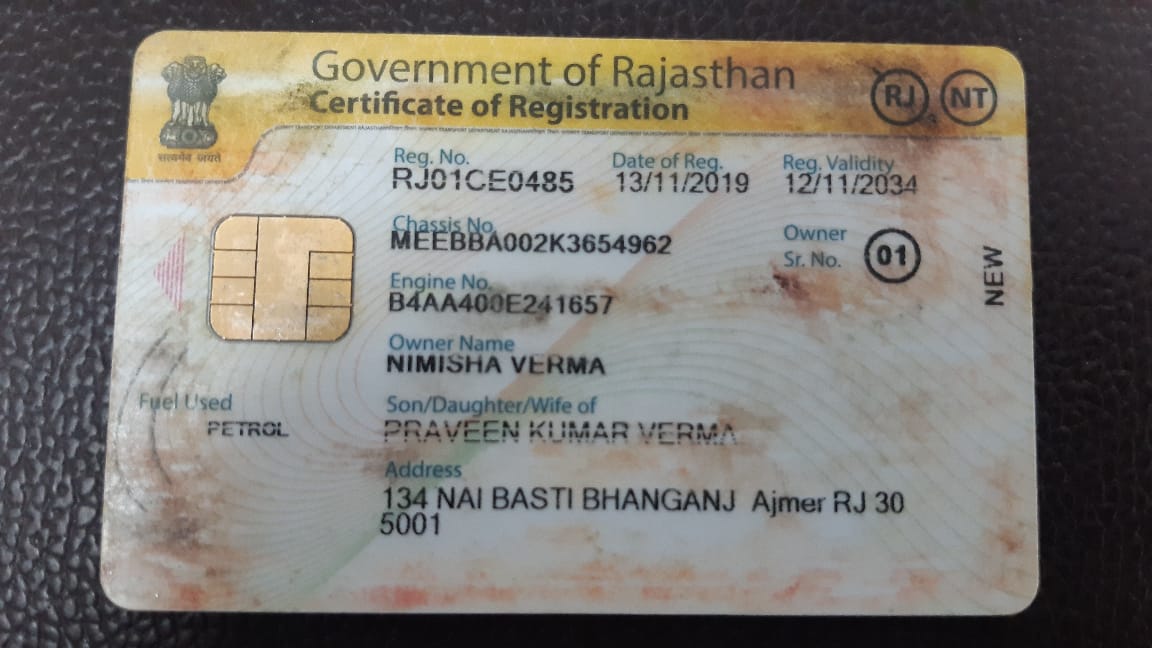 Government of Rajasthan
Certificate of Registration
RJ NT
सत्यमेव जयते
Reg. No. Date of Reg. Reg. Validity
RJ01CE0485 13/11/2019 12/11/2034
Chassis No.
MEEBBA002K3654962
Owner
Sr. No. 01
NEW
Engine No.
B4AA400E241657
Owner Name
NIMISHA VERMA
Fuel Used
PETROL
Son/Daughter/Wife of
PRAVEEN KUMAR VERMA
Address
134 NAI BASTI BHANGANJ Ajmer RJ 30
5001